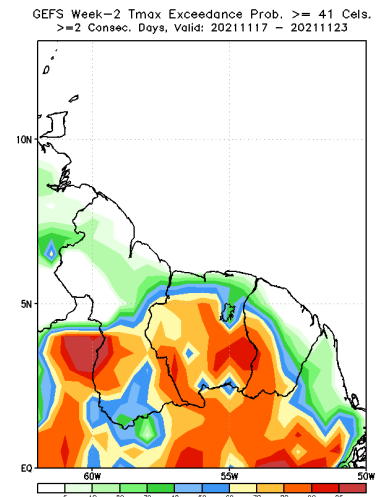 GEFS Week-2 Tmax Exceedance Prob. >= 41 Cels.
>=2 Consec. Days, Valid: 20211117 - 20211123
10N
5N
EQ
60W 55W 50W